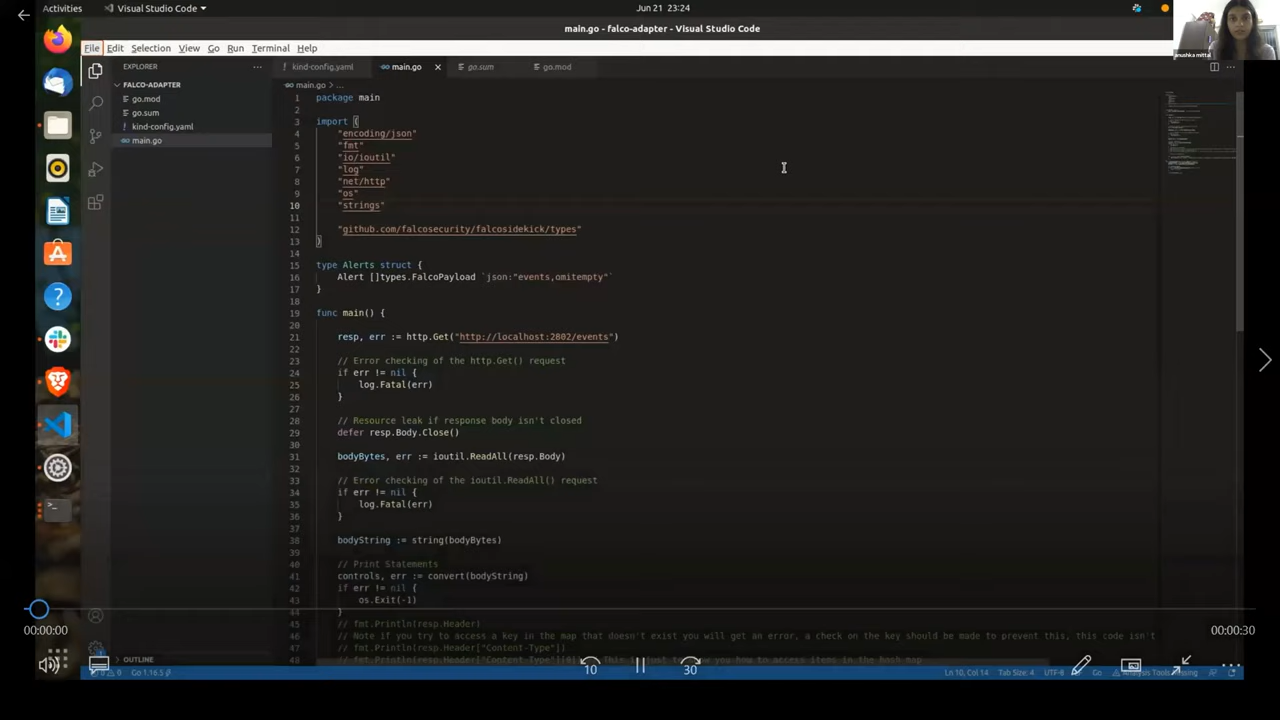 Activities
Visual Studio Code
Jun 21 23:24
main.go - falco-adapter - Visual Studio Code
anushka mittal
File Edit Selection View Go Run Terminal Help
EXPLORER
kind-config.yaml
main.go
go.sum
go.mod
FALCO-ADAPTER
go.mod
go.sum
kind-config.yaml
main.go
main.go > ...
1 package main
2
3 import (
4 "encoding/json"
5 "fmt"
6 "io/ioutil"
7 "log"
8 "net/http"
9 "os"
10 "strings"
11
12 "github.com/falcosecurity/falcosidekick/types"
13 )
14
15 type Alerts struct {
16 Alert []types.FalcoPayload `json:"events,omitempty"`
17 }
18
19 func main() {
20
21 resp, err := http.Get("http://localhost:2802/events")
22
23 // Error checking of the http.Get() request
24 if err != nil {
25 log.Fatal(err)
26 }
27
28 // Resource leak if response body isn't closed
29 defer resp.Body.Close()
30
31 bodyBytes, err := ioutil.ReadAll(resp.Body)
32
33 // Error checking of the ioutil.ReadAll() request
34 if err != nil {
35 log.Fatal(err)
36 }
37
38 bodyString := string(bodyBytes)
39
40 // Print Statements
41 controls, err := convert(bodyString)
42 if err != nil {
43 os.Exit(-1)
44 }
45 // fmt.Println(resp.Header)
46 // Note if you try to access a key in the map that doesn't exist you will get an error, a check on the key should be made to prevent this, this code isn't
47 // fmt.Println(resp.Header["Content-Type"])
48
00:00:00
00:00:30
OUTLINE
10
30
Go 1.16.5
Ln 10, Col 14
Tab Size: 4
UTF-8
Go
Analysis Tools Missing